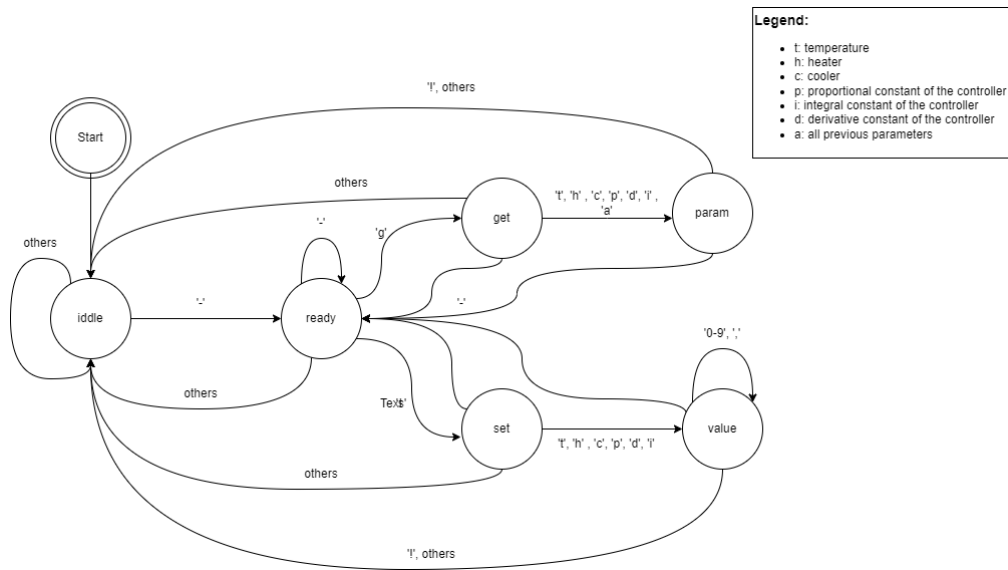 Legend:
t: temperature
h: heater
c: cooler
p: proportional constant of the controller
i: integral constant of the controller
d: derivative constant of the controller
a: all previous parameters
'!', others
Start
others
't', 'h' , 'c', 'p', 'd', 'i' ,
'a'
get
param
'-'
'g'
others
'-'
'-'
iddle
ready
'0-9', ','
others
Text
's'
set
value
't', 'h' , 'c', 'p', 'd', 'i'
others
'!', others